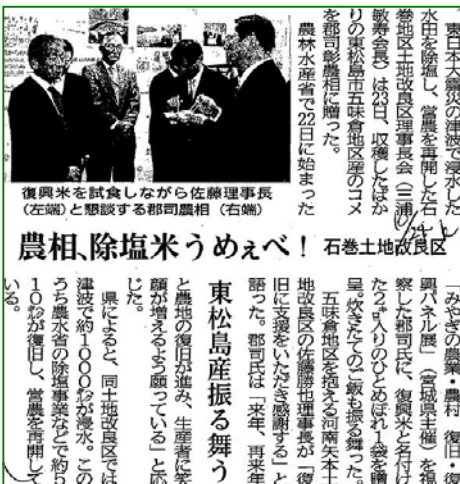 農相、除塩米うめぇべ！
石巻土地改良区
東松島産振る舞う
東日本大震災の津波で浸水した
水田を除塩し、営農を再開した石
巻地区土地改良区理事長会（三浦
敏寿会長）は23日、収穫したばか
りの東松島市五味倉地区産のコメ
を郡司彰農相に贈った。
農林水産省で22日に始まった
「みやぎの農業・農村　復旧・復
興パネル展」（宮城県主催）を視
察した郡司氏に、復興米と名付け
た2㌔入りのひとめぼれ1袋を贈
呈。炊きたてのご飯も振る舞った。
五味倉地区を抱える河南矢本土
地改良区の佐藤勝也理事長が「復
旧に支援をいただき感謝する」と
語った。郡司氏は「来年、再来年
と農地の復旧が進み、生産者に笑
顔が増えるよう願っている」と応
じた。
県によると、同土地改良区では
津波で約1000㌶が浸水。この
うち農水省の除塩事業などで約5
10㌶が復旧し、営農を再開して
いる。
復興米を試食しながら佐藤理事長
（左端）と懇談する郡司農相（右端）